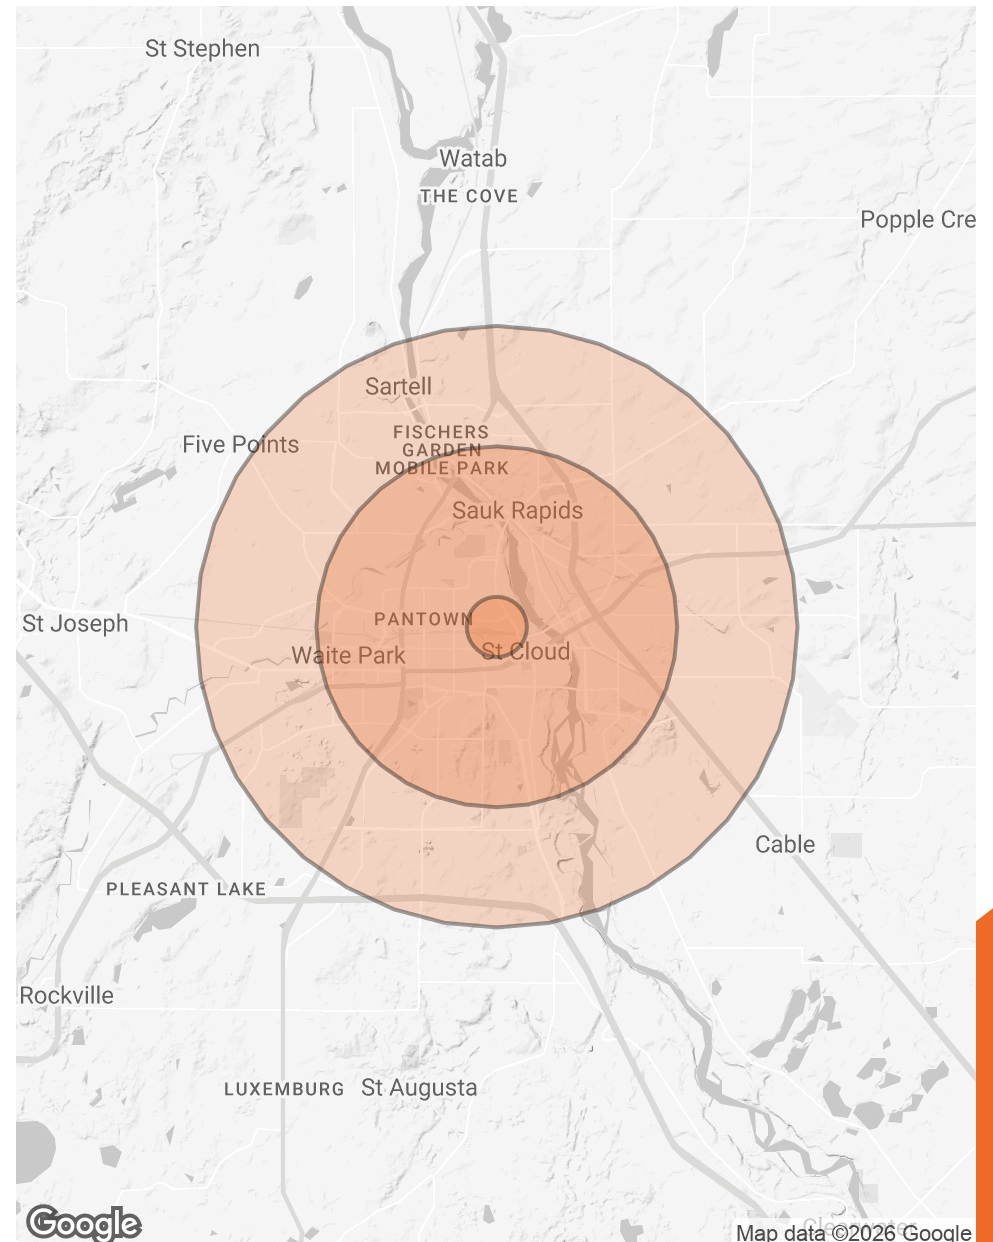 St Stephen
Watab
THE COVE
Popple Cre
Sartell
FISCHERS
GARDEN
MOBILE PARK
Five Points
Sauk Rapids
PANTOWN
St Joseph
St Cloud
Waite Park
Cable
PLEASANT LAKE
Rockville
LUXEMBURG
St Augusta
Clearwater
Google
Map data ©2026 Google